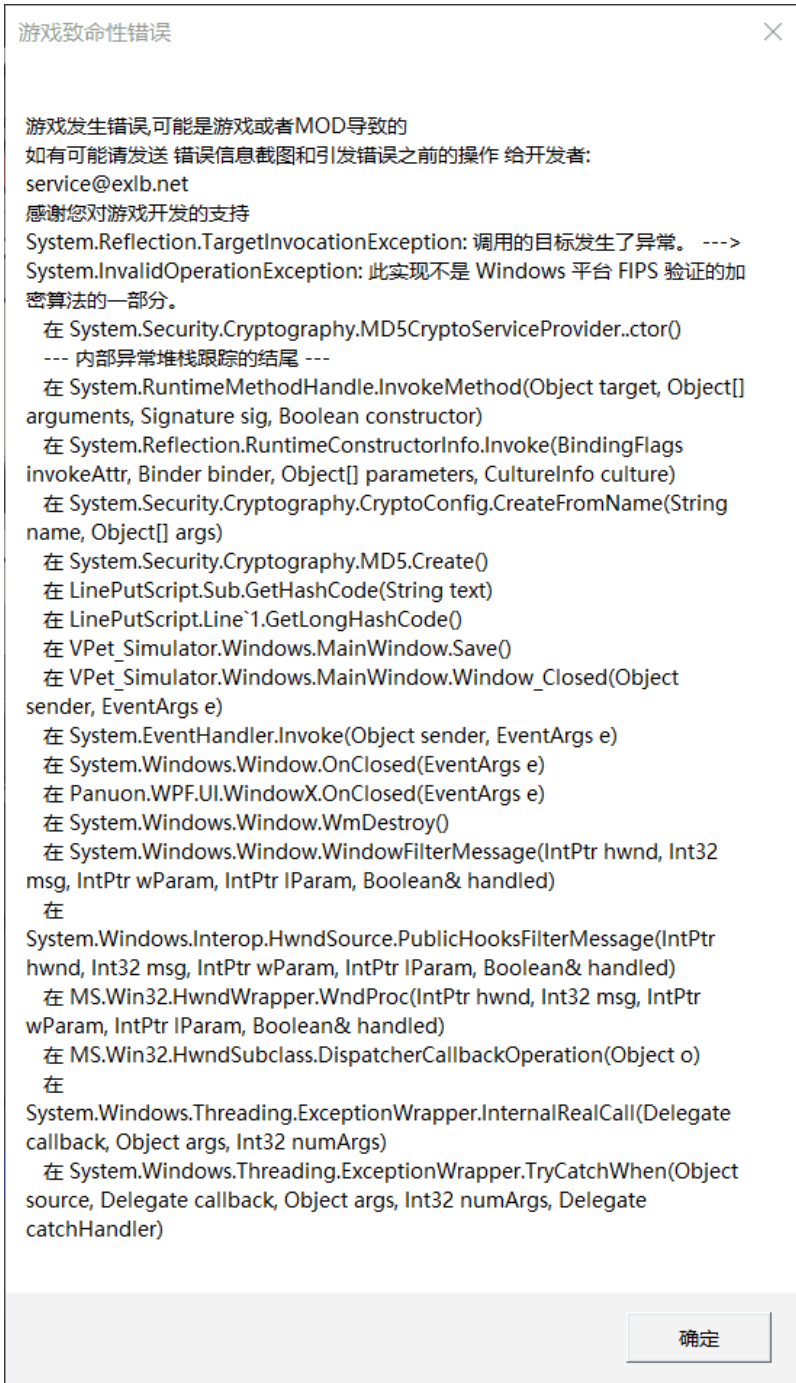 游戏致命性错误
游戏发生错误,可能是游戏或者MOD导致的
如有可能请发送 错误信息截图和引发错误之前的操作 给开发者:
service@exlb.net
感谢您对游戏开发的支持
System.Reflection.TargetInvocationException: 调用的目标发生了异常。 --->
System.InvalidOperationException: 此实现不是 Windows 平台 FIPS 验证的加
密算法的一部分。
在 System.Security.Cryptography.MD5CryptoServiceProvider..ctor()
--- 内部异常堆栈跟踪的结尾 ---
在 System.RuntimeMethodHandle.InvokeMethod(Object target, Object[]
arguments, Signature sig, Boolean constructor)
在 System.Reflection.RuntimeConstructorInfo.Invoke(BindingFlags
invokeAttr, Binder binder, Object[] parameters, CultureInfo culture)
在 System.Security.Cryptography.CryptoConfig.CreateFromName(String
name, Object[] args)
在 System.Security.Cryptography.MD5.Create()
在 LinePutScript.Sub.GetHashCode(String text)
在 LinePutScript.Line`1.GetLongHashCode()
在 VPet_Simulator.Windows.MainWindow.Save()
在 VPet_Simulator.Windows.MainWindow.Window_Closed(Object
sender, EventArgs e)
在 System.EventHandler.Invoke(Object sender, EventArgs e)
在 System.Windows.Window.OnClosed(EventArgs e)
在 Panuon.WPF.UI.WindowX.OnClosed(EventArgs e)
在 System.Windows.Window.WmDestroy()
在 System.Windows.Window.WindowFilterMessage(IntPtr hwnd, Int32
msg, IntPtr wParam, IntPtr lParam, Boolean& handled)
在
System.Windows.Interop.HwndSource.PublicHooksFilterMessage(IntPtr
hwnd, Int32 msg, IntPtr wParam, IntPtr lParam, Boolean& handled)
在 MS.Win32.HwndWrapper.WndProc(IntPtr hwnd, Int32 msg, IntPtr
wParam, IntPtr lParam, Boolean& handled)
在 MS.Win32.HwndSubclass.DispatcherCallbackOperation(Object o)
在
System.Windows.Threading.ExceptionWrapper.InternalRealCall(Delegate
callback, Object args, Int32 numArgs)
在 System.Windows.Threading.ExceptionWrapper.TryCatchWhen(Object
source, Delegate callback, Object args, Int32 numArgs, Delegate
catchHandler)
确定